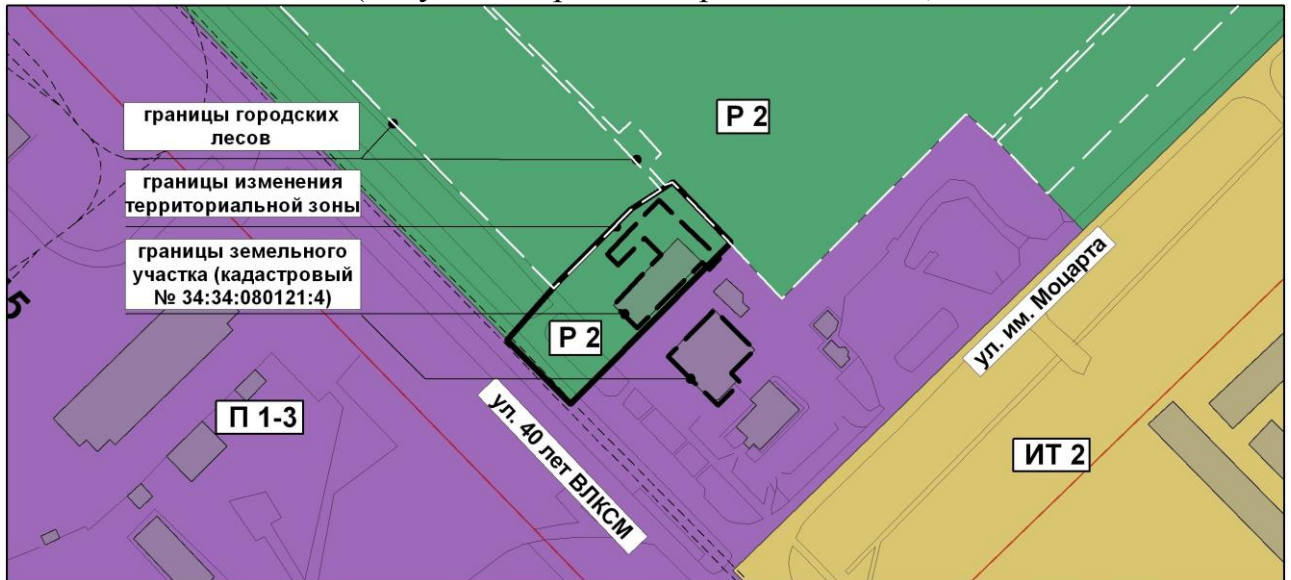 Р 2
границы городских
лесов
границы изменения
территориальной зоны
границы земельного
участка (кадастровый
№ 34:34:080121:4)
Р 2
П 1-3
ул. 40 лет ВЛКСМ
ул. им. Моцарта
ИТ 2